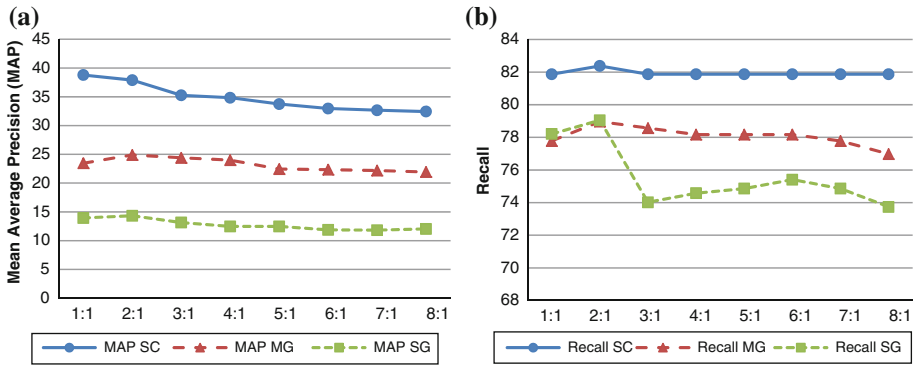 (a)
Mean Average Precision (MAP)
45
40
35
30
25
20
15
10
5
0
1:1 2:1 3:1 4:1 5:1 6:1 7:1 8:1
MAP SC MAP MG MAP SG
(b)
Recall
84
82
80
78
76
74
72
70
68
1:1 2:1 3:1 4:1 5:1 6:1 7:1 8:1
Recall SC Recall MG Recall SG